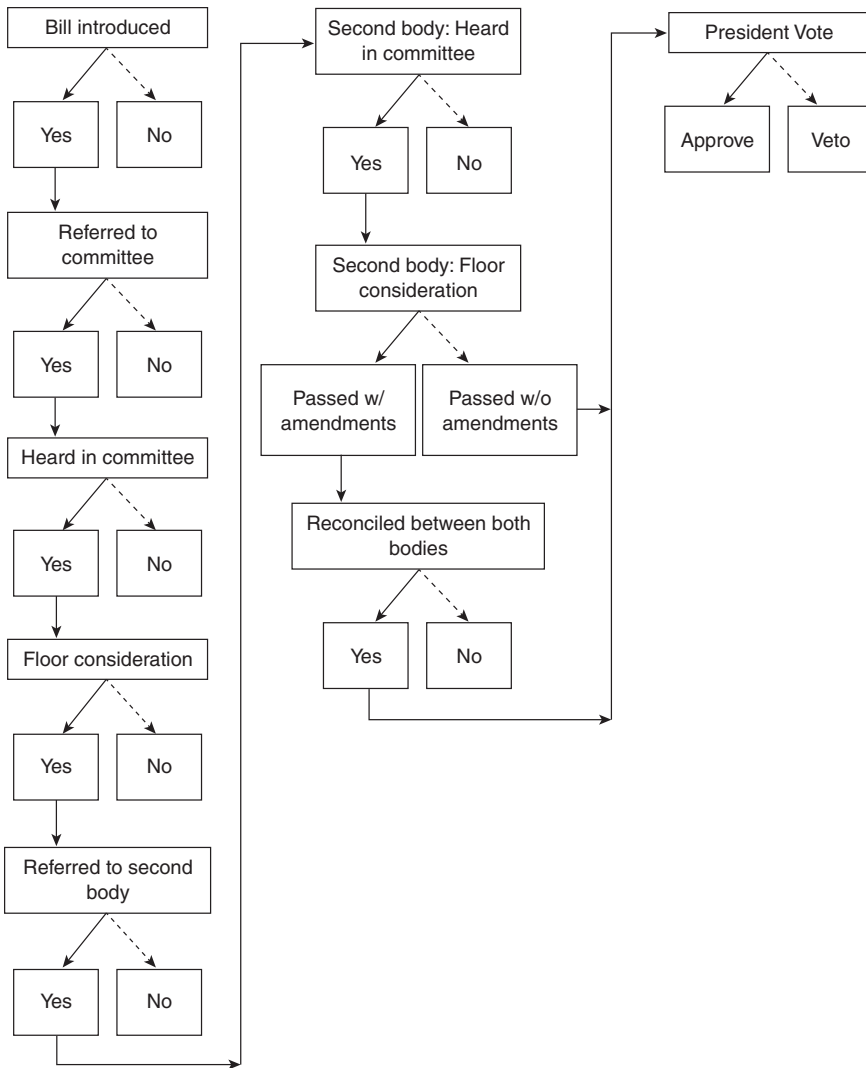 Bill introduced
Yes
No
Referred to
committee
Yes
No
Heard in committee
Yes
No
Floor consideration
Yes
No
Referred to second
body
Yes
No
Second body: Heard
in committee
Yes
No
Second body: Floor
consideration
Passed w/
amendments
Passed w/o
amendments
Reconciled between both
bodies
Yes
No
President Vote
Approve
Veto